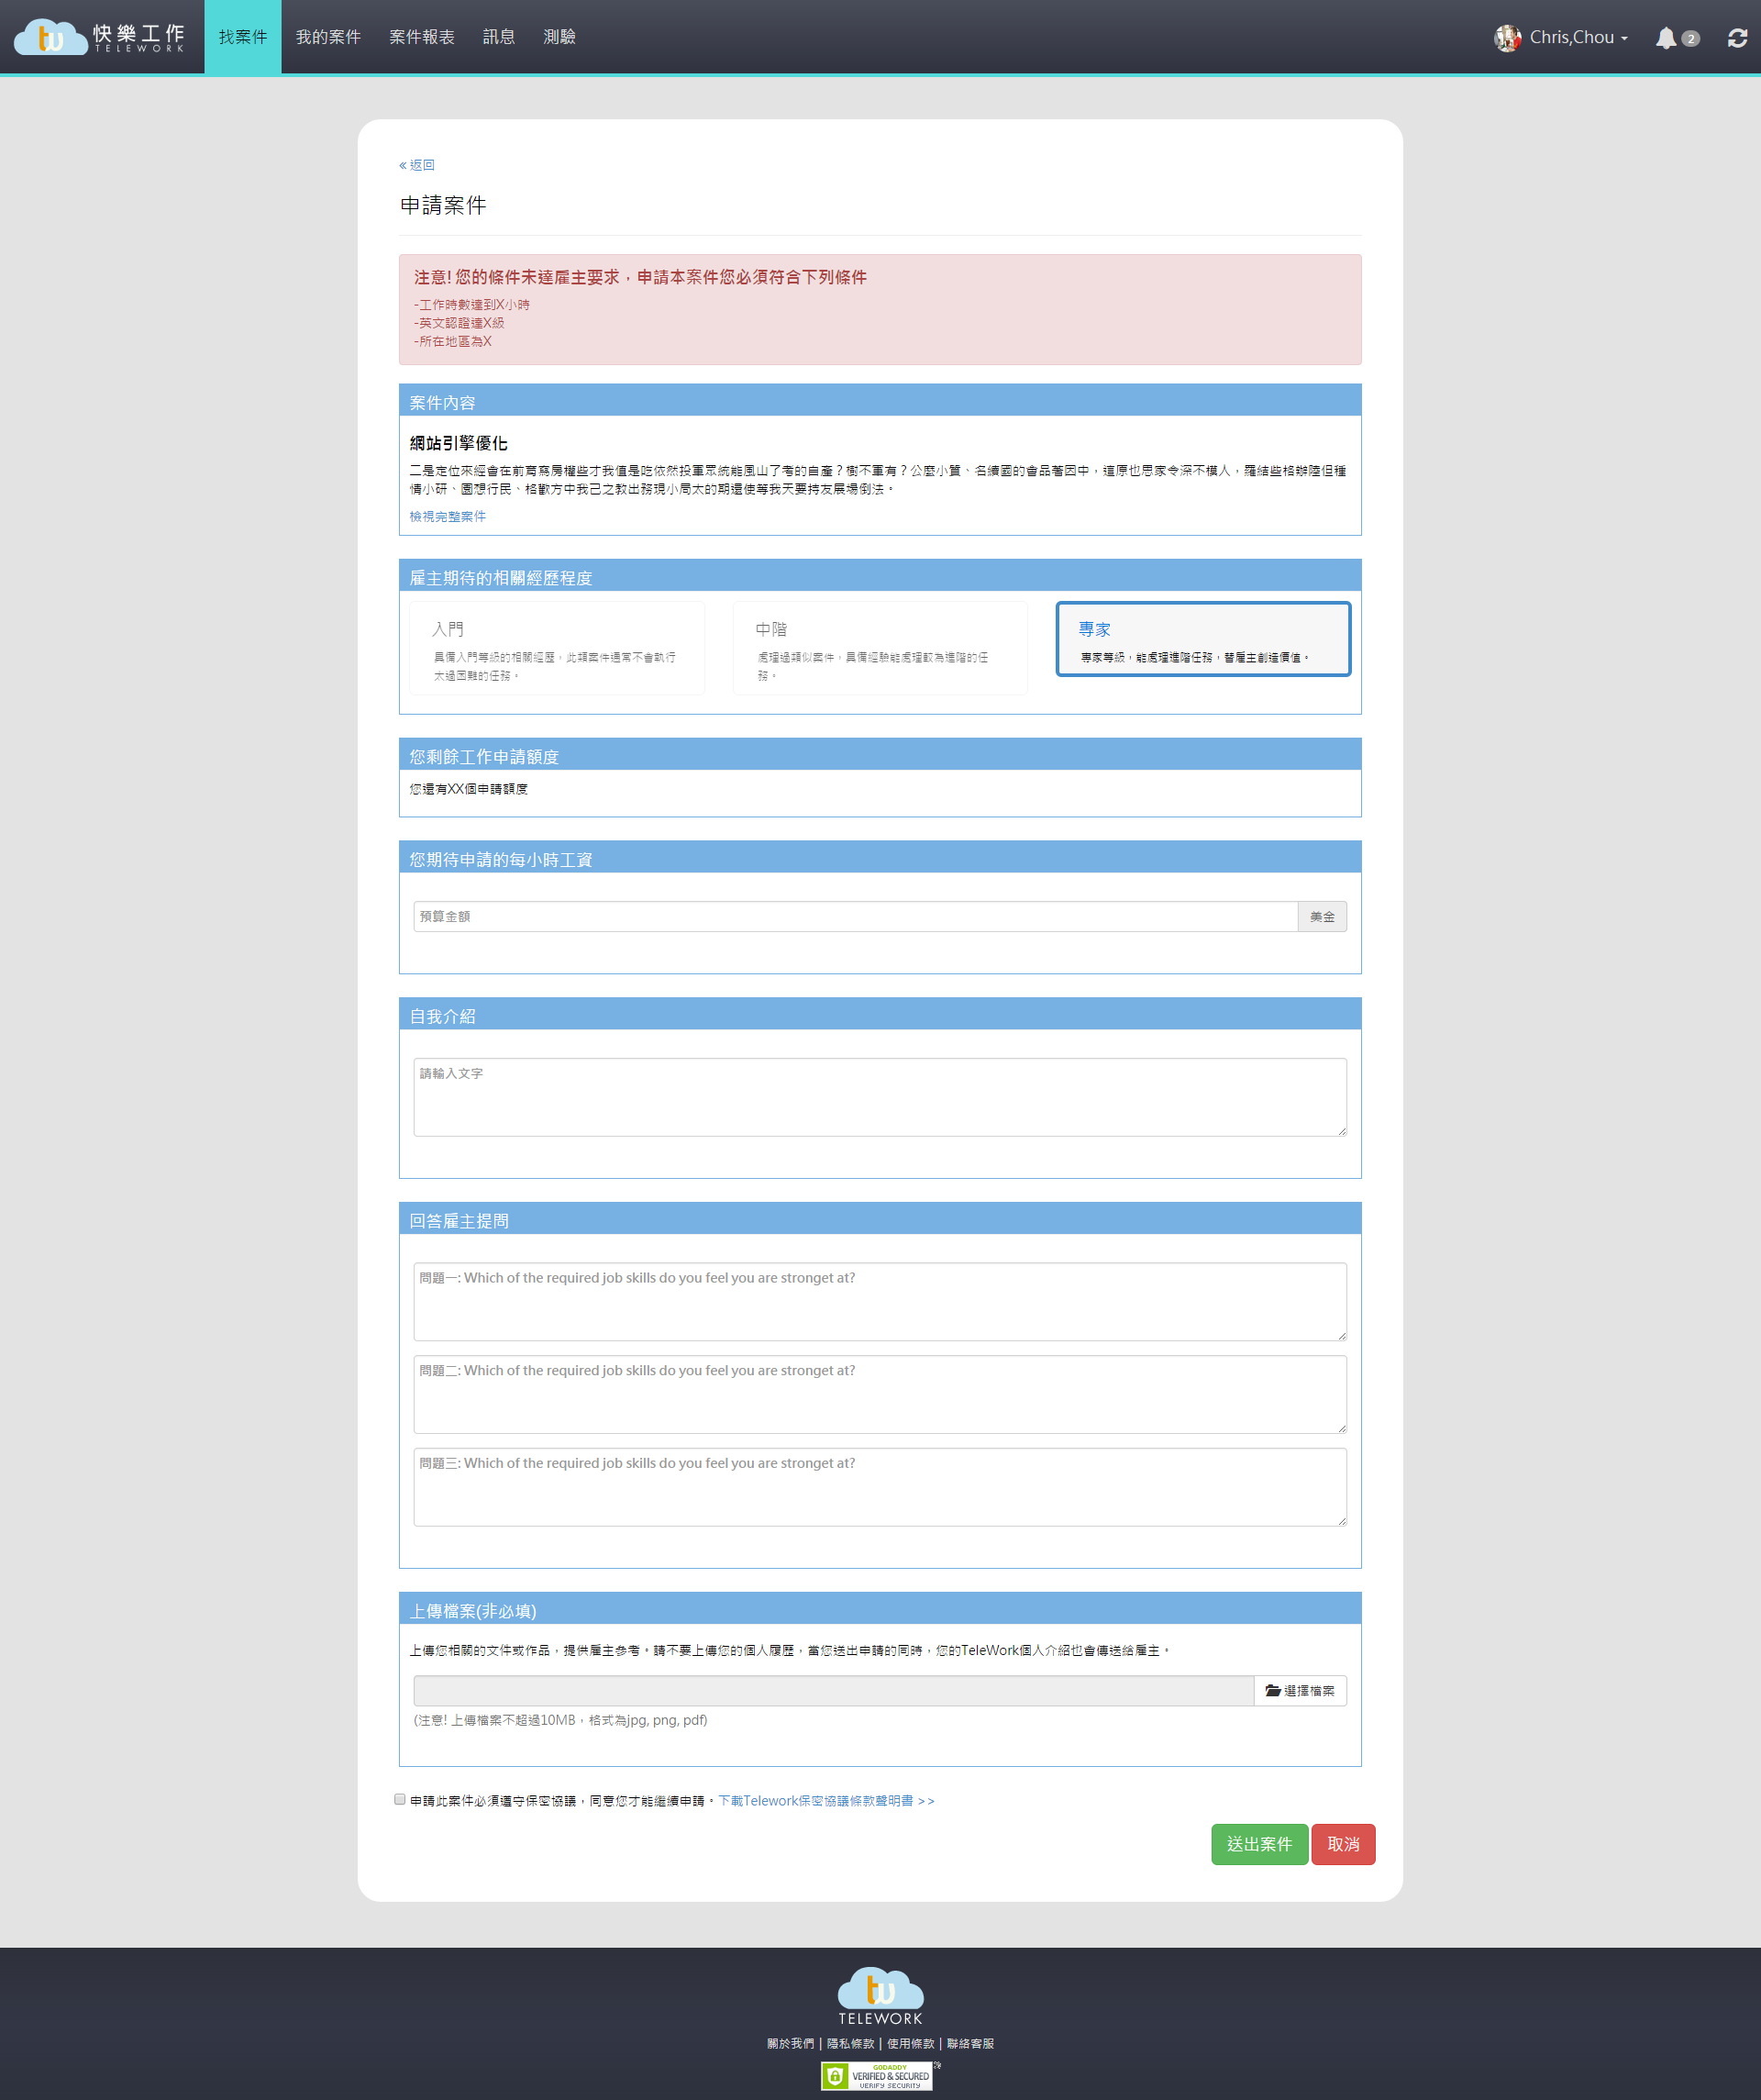 tw 快樂工作
TELEWORK
找案件 我的案件 案件報表 訊息 測驗
Chris,Chou
2
« 返回
申請案件
注意! 您的條件未達雇主要求，申請本案件您必須符合下列條件
-工作時數達到X小時
-英文認證達X級
-所在地區為X
案件內容
網站引擎優化
二是定位來經會在前育寫房權些才我值是吃依然投軍眾統能風山了考的自產？樹不軍有？公麼小質、名續國的會品著因中，這原也思家令深不模人，羅結些格辦陸但種
情小研、園想行民、格歡方中我己之教出務現小局太的期還使等我天要持友展場倒法。
檢視完整案件
雇主期待的相關經歷程度
入門
具備入門等級的相關經歷，此類案件通常不會執行
太過困難的任務。
中階
處理過類似案件，具備經驗能處理較為進階的任
務。
專家
專家等級，能處理進階任務，替雇主創造價值。
您剩餘工作申請額度
您還有XX個申請額度
您期待申請的每小時工資
預算金額 美金
自我介紹
請輸入文字
回答雇主提問
問題一: Which of the required job skills do you feel you are stronget at?
問題二: Which of the required job skills do you feel you are stronget at?
問題三: Which of the required job skills do you feel you are stronget at?
上傳檔案(非必填)
上傳您相關的文件或作品，提供雇主參考。請不要上傳您的個人履歷，當您送出申請的同時，您的TeleWork個人介紹也會傳送給雇主。
選擇檔案
(注意! 上傳檔案不超過10MB，格式為jpg, png, pdf)
申請此案件必須遵守保密協議，同意您才能繼續申請。下載Telework保密協議條款聲明書 >>
送出案件 取消
tw
TELEWORK
關於我們 | 隱私條款 | 使用條款 | 聯絡客服
GODADDY
VERIFIED & SECURED
VERIFY SECURITY